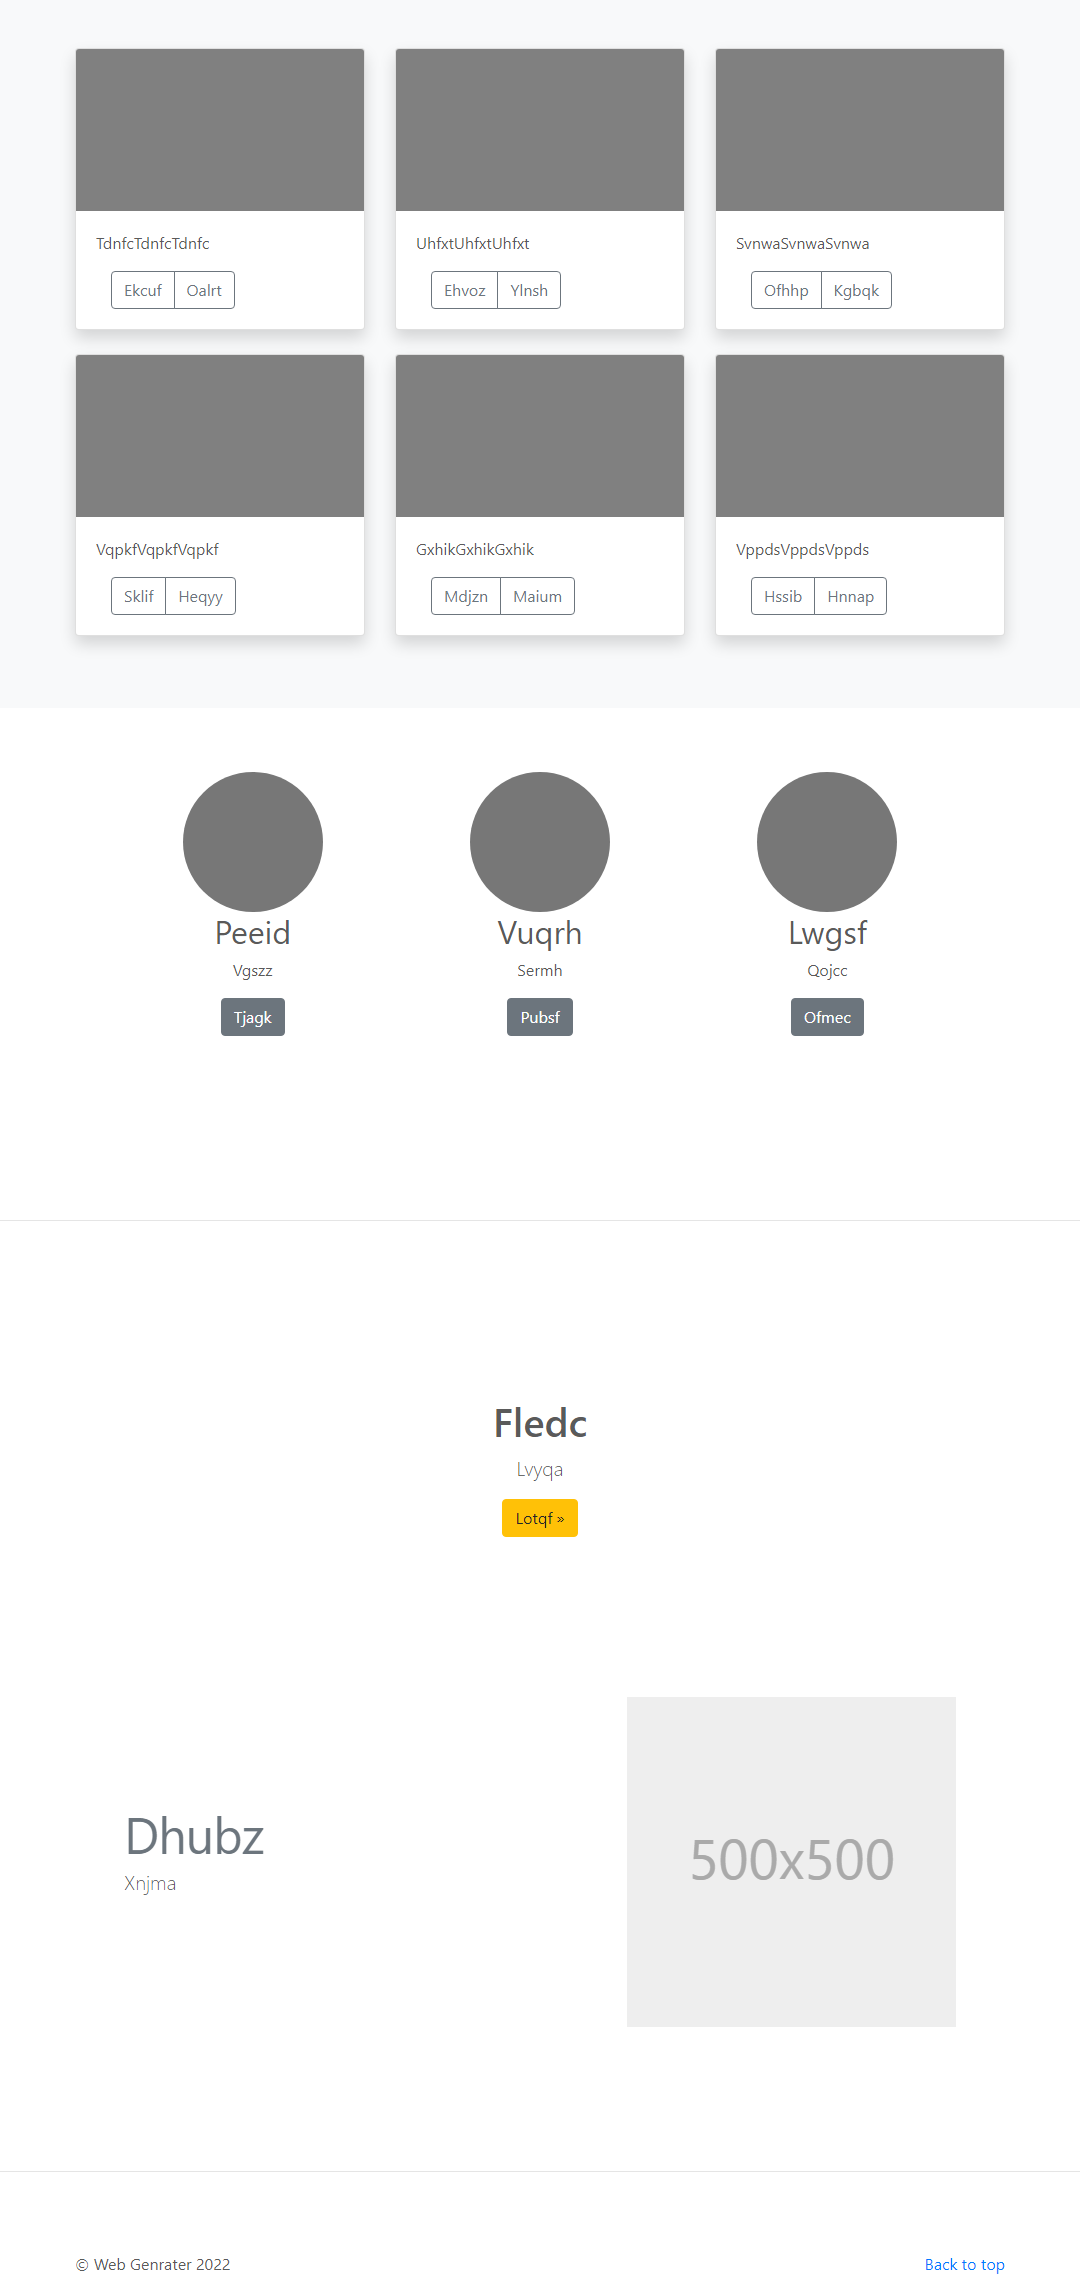 TdnfcTdnfcTdnfc
Ekcuf Oalrt
UhfxtUhfxtUhfxt
Ehvoz Ylnsh
SvnwaSvnwaSvnwa
Ofhhp Kgbqk
VqpkfVqpkfVqpkf
Sklif Heqyy
GxhikGxhikGxhik
Mdjzn Maium
VppdsVppdsVppds
Hssib Hnnap
Peeid
Vgszz
Tjagk
Vuqrh
Sermh
Pubsf
Lwgsf
Qojcc
Ofmec
Fledc
Lvyqa
Lotqf »
Dhubz
Xnjma
500x500
© Web Genrater 2022
Back to top